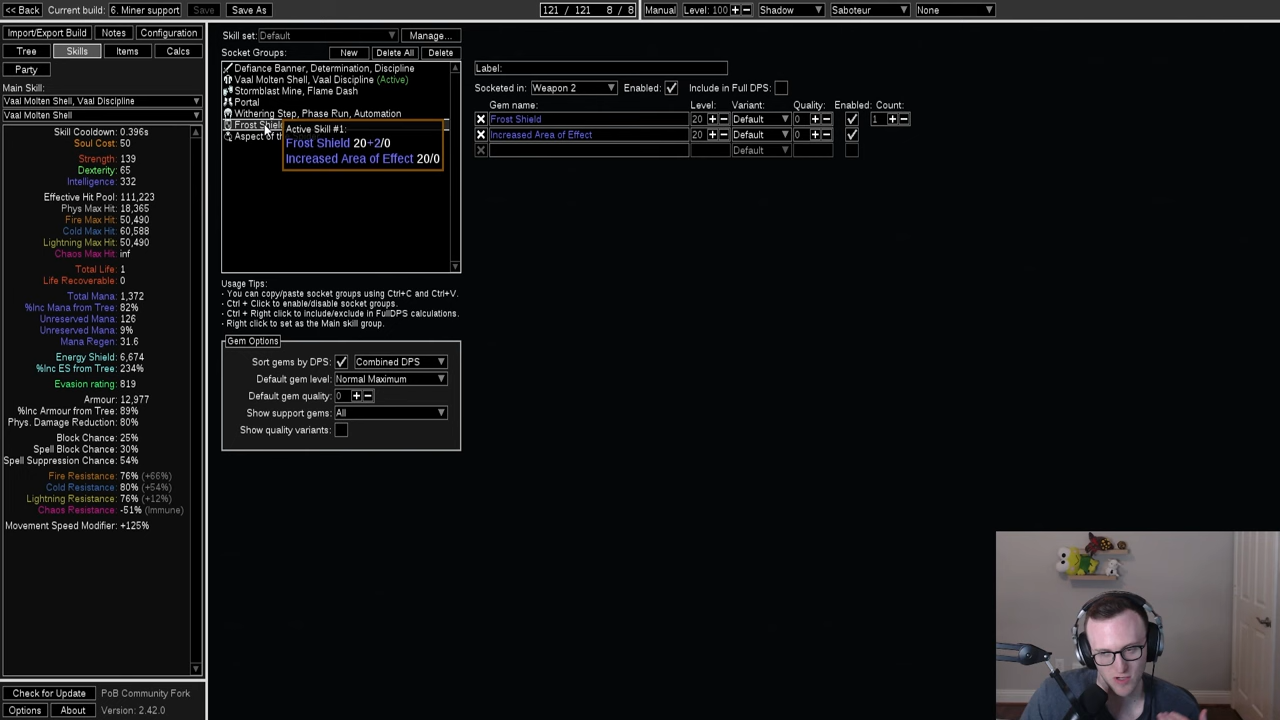 << Back Current build: 6. Miner support Save Save As 121 / 121 8 / 8 Manual Level: 100 + - Shadow Saboteur None
Import/Export Build Notes Configuration
Tree Skills Items Calcs
Party
Main Skill:
Vaal Molten Shell, Vaal Discipline
Vaal Molten Shell
Skill Cooldown: 0.396s
Soul Cost: 50
Strength: 139
Dexterity: 65
Intelligence: 332
Effective Hit Pool: 111,223
Phys Max Hit: 18,365
Fire Max Hit: 50,490
Cold Max Hit: 60,588
Lightning Max Hit: 50,490
Chaos Max Hit: inf
Total Life: 1
Life Recoverable: 0
Total Mana: 1,372
%Inc Mana from Tree: 82%
Unreserved Mana: 126
Unreserved Mana: 9%
Mana Regen: 31.6
Energy Shield: 6,674
%Inc ES from Tree: 234%
Evasion rating: 819
Armour: 12,977
%Inc Armour from Tree: 89%
Phys. Damage Reduction: 80%
Block Chance: 25%
Spell Block Chance: 30%
Spell Suppression Chance: 54%
Fire Resistance: 76% (+66%)
Cold Resistance: 80% (+54%)
Lightning Resistance: 76% (+12%)
Chaos Resistance: -51% (Immune)
Movement Speed Modifier: +125%
Check for Update PoB Community Fork
Options About Version: 2.42.0
Skill set: Default Manage...
Socket Groups: New Delete All Delete
Defiance Banner, Determination, Discipline
Vaal Molten Shell, Vaal Discipline (Active)
Stormblast Mine, Flame Dash
Portal
Withering Step, Phase Run, Automation
Frost Shield
Aspect of th
Active Skill #1:
Frost Shield 20+2/0
Increased Area of Effect 20/0
Usage Tips:
· You can copy/paste socket groups using Ctrl+C and Ctrl+V.
· Ctrl + Click to enable/disable socket groups.
· Ctrl + Right click to include/exclude in FullDPS calculations.
· Right click to set as the Main skill group.
Gem Options
Sort gems by DPS: Combined DPS
Default gem level: Normal Maximum
Default gem quality: 0 + -
Show support gems: All
Show quality variants:
Label:
Socketed in: Weapon 2 Enabled: Include in Full DPS:
Gem name: Level: Variant: Quality: Enabled: Count:
X Frost Shield 20 + - Default 0 + - 1 + -
X Increased Area of Effect 20 + - Default 0 + -
X Default